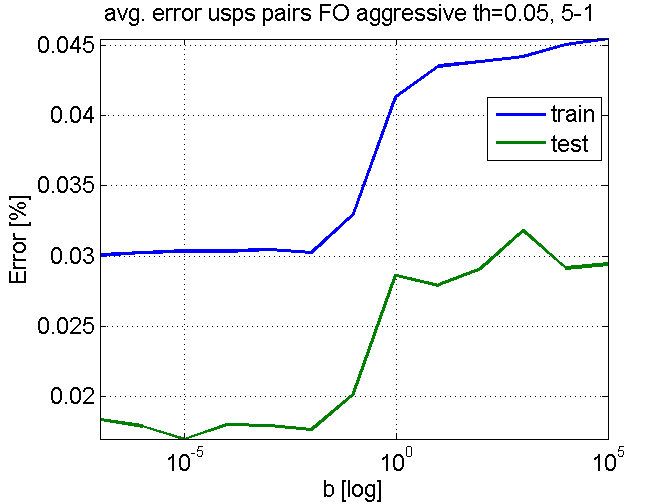 avg. error usps pairs FO aggressive th=0.05, 5-1
0.045
0.04
0.035
0.03
0.025
0.02
Error [%]
train
test
10^-5
10^0
10^5
b [log]